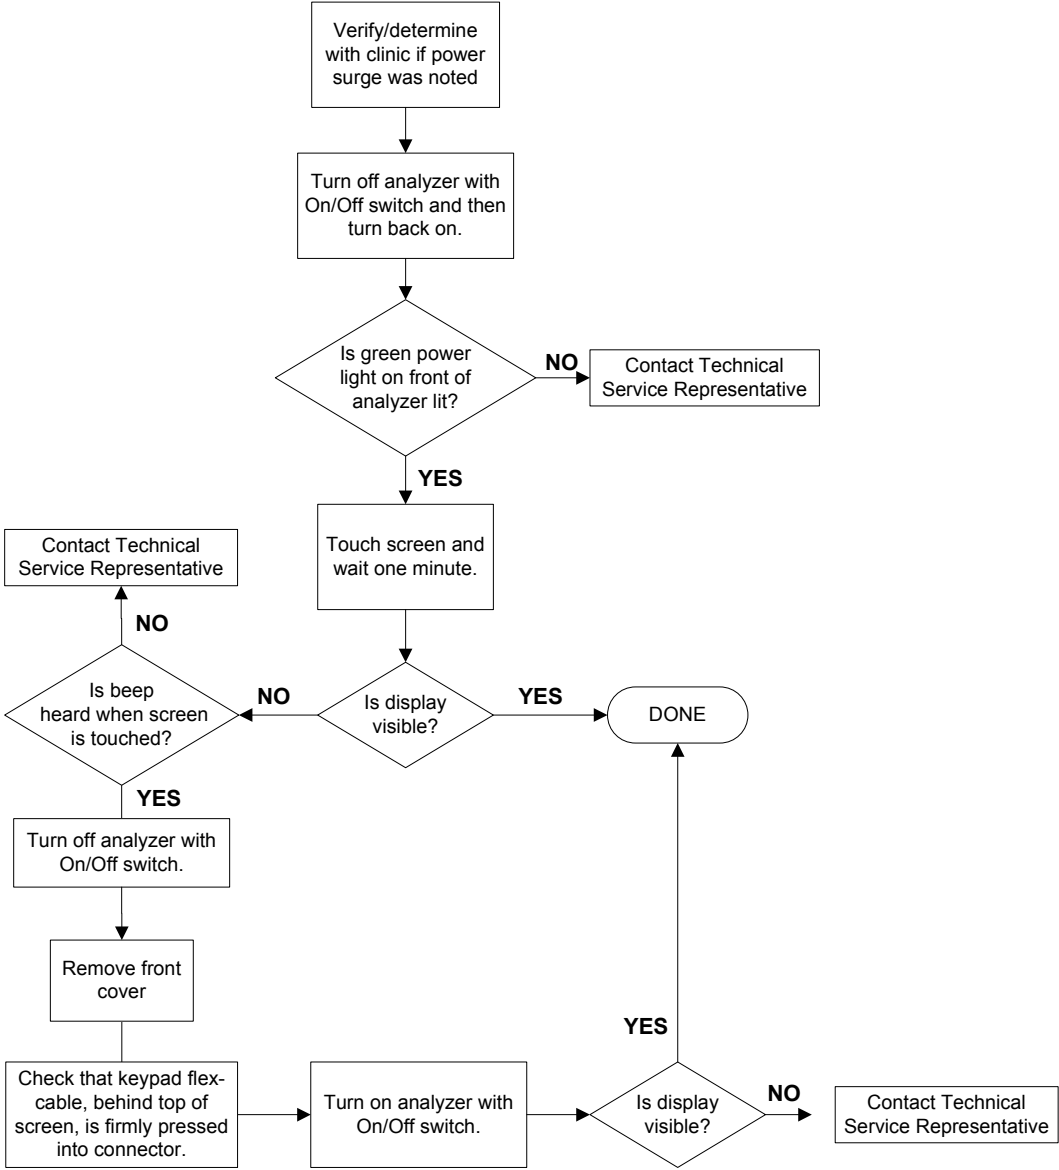 Verify/determine
with clinic if power
surge was noted
Turn off analyzer with
On/Off switch and then
turn back on.
Is green power
light on front of
analyzer lit?
NO
Contact Technical
Service Representative
YES
Touch screen and
wait one minute.
Contact Technical
Service Representative
NO
Is beep
heard when screen
is touched?
NO
Is display
visible?
YES
DONE
YES
Turn off analyzer with
On/Off switch.
Remove front
cover
Check that keypad flex-
cable, behind top of
screen, is firmly pressed
into connector.
Turn on analyzer with
On/Off switch.
YES
Is display
visible?
NO
Contact Technical
Service Representative